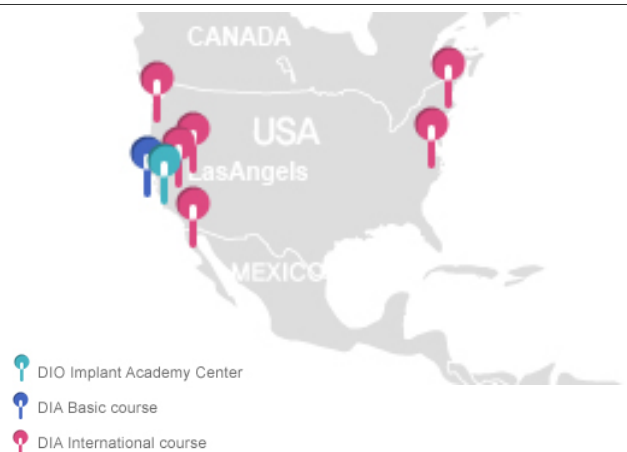 CANADA
USA
LasAngels
MEXICO
DIO Implant Academy Center
DIA Basic course
DIA International course